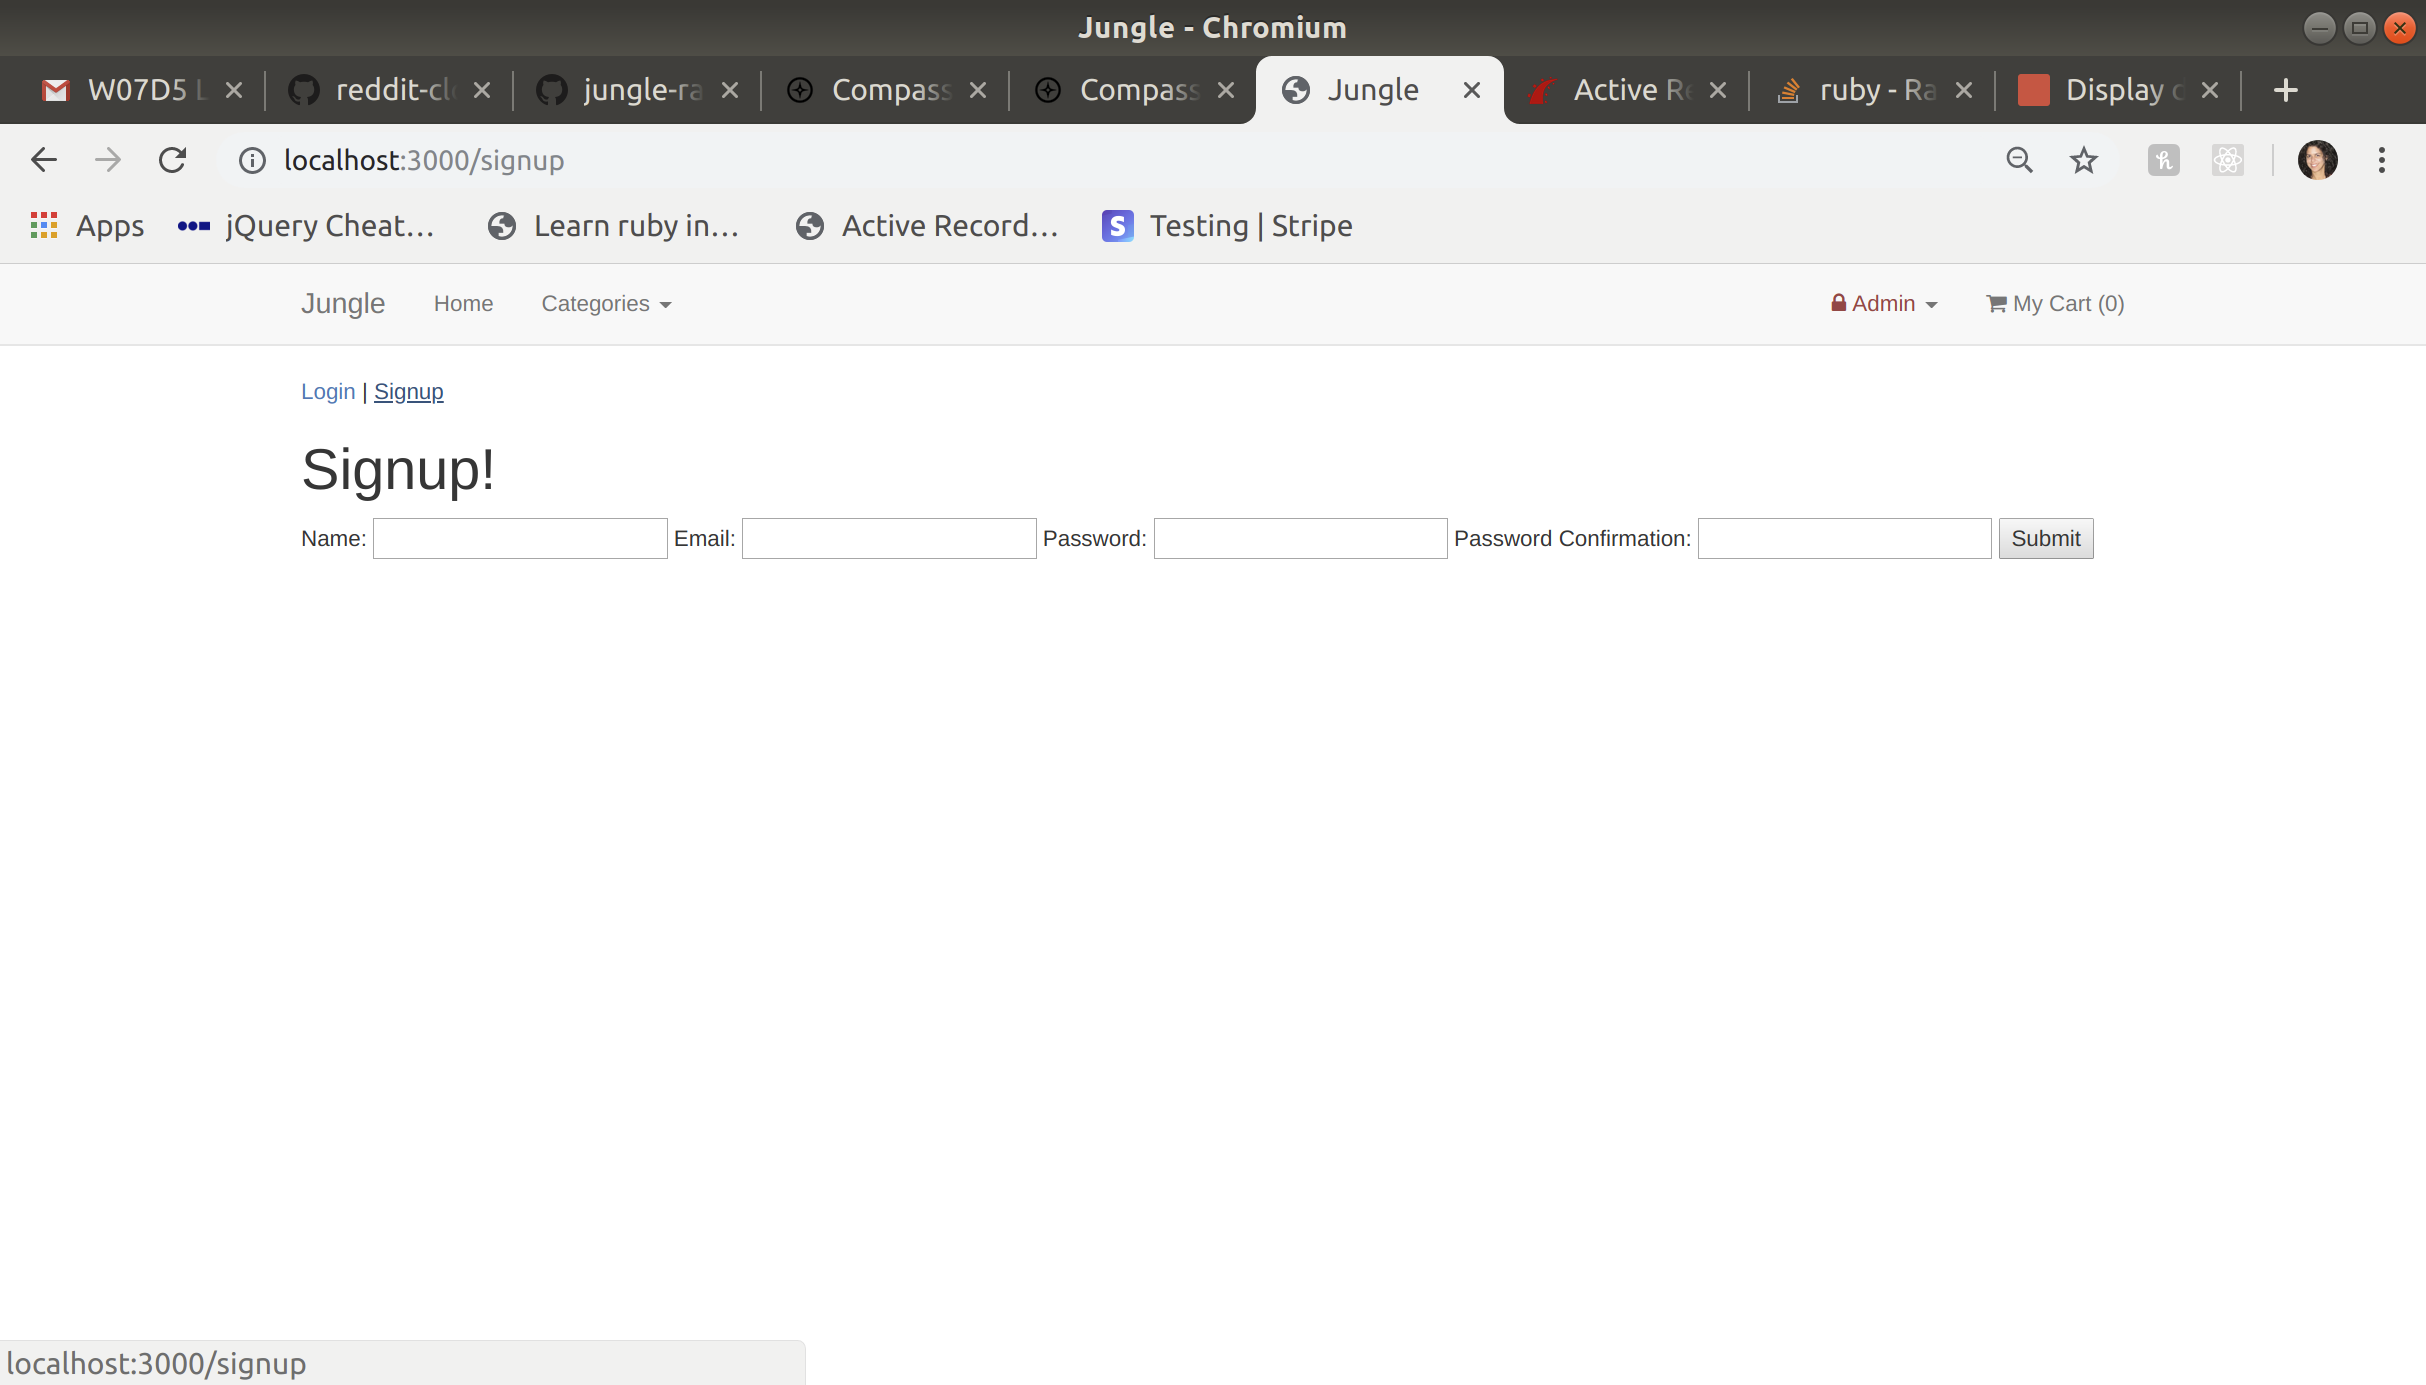 Jungle - Chromium
W07D5 L reddit-cl jungle-ra Compass Compass Jungle Active Re ruby - Ra Display
localhost:3000/signup
Apps jQuery Cheat... Learn ruby in... Active Record... Testing | Stripe
Jungle Home Categories Admin My Cart (0)
Login | Signup
Signup!
Name: Email: Password: Password Confirmation: Submit
localhost:3000/signup